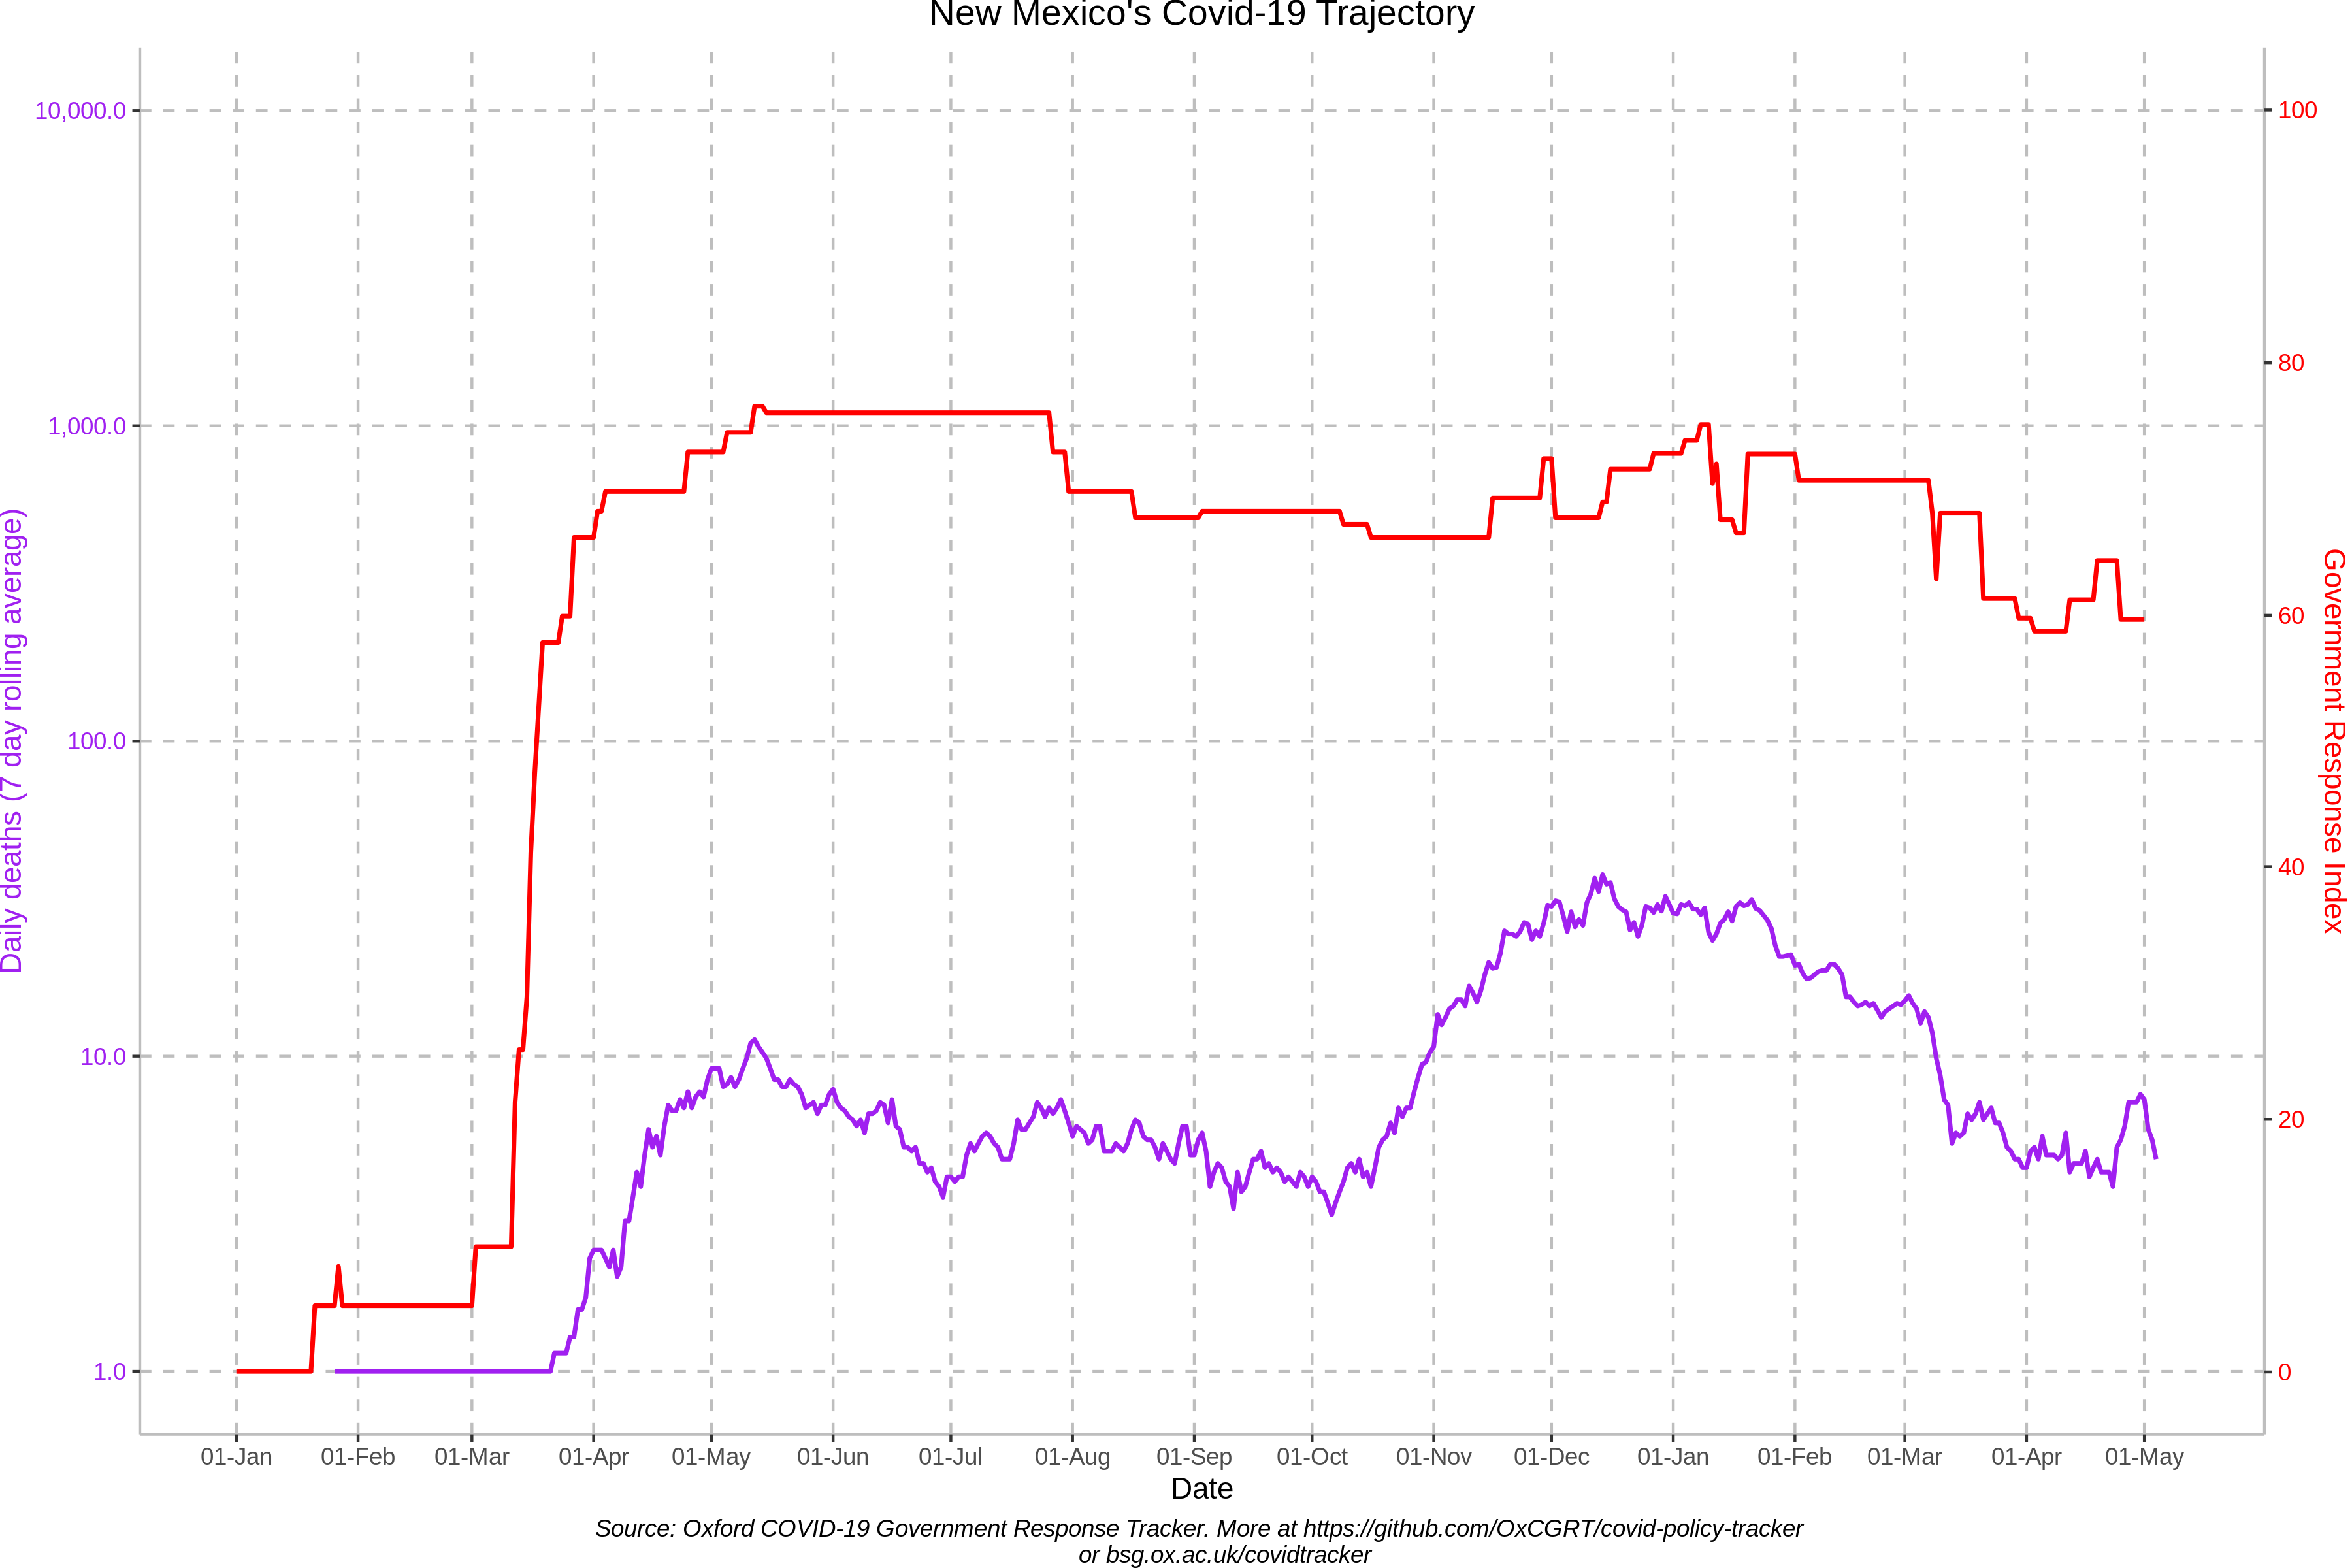 New Mexico's Covid-19 Trajectory
10,000.0
1,000.0
100.0
10.0
1.0
Daily deaths (7 day rolling average)
100
80
60
40
20
0
Government Response Index
01-Jan 01-Feb 01-Mar 01-Apr 01-May 01-Jun 01-Jul 01-Aug 01-Sep 01-Oct 01-Nov 01-Dec 01-Jan 01-Feb 01-Mar 01-Apr 01-May
Date
Source: Oxford COVID-19 Government Response Tracker. More at https://github.com/OxCGRT/covid-policy-tracker
or bsg.ox.ac.uk/covidtracker